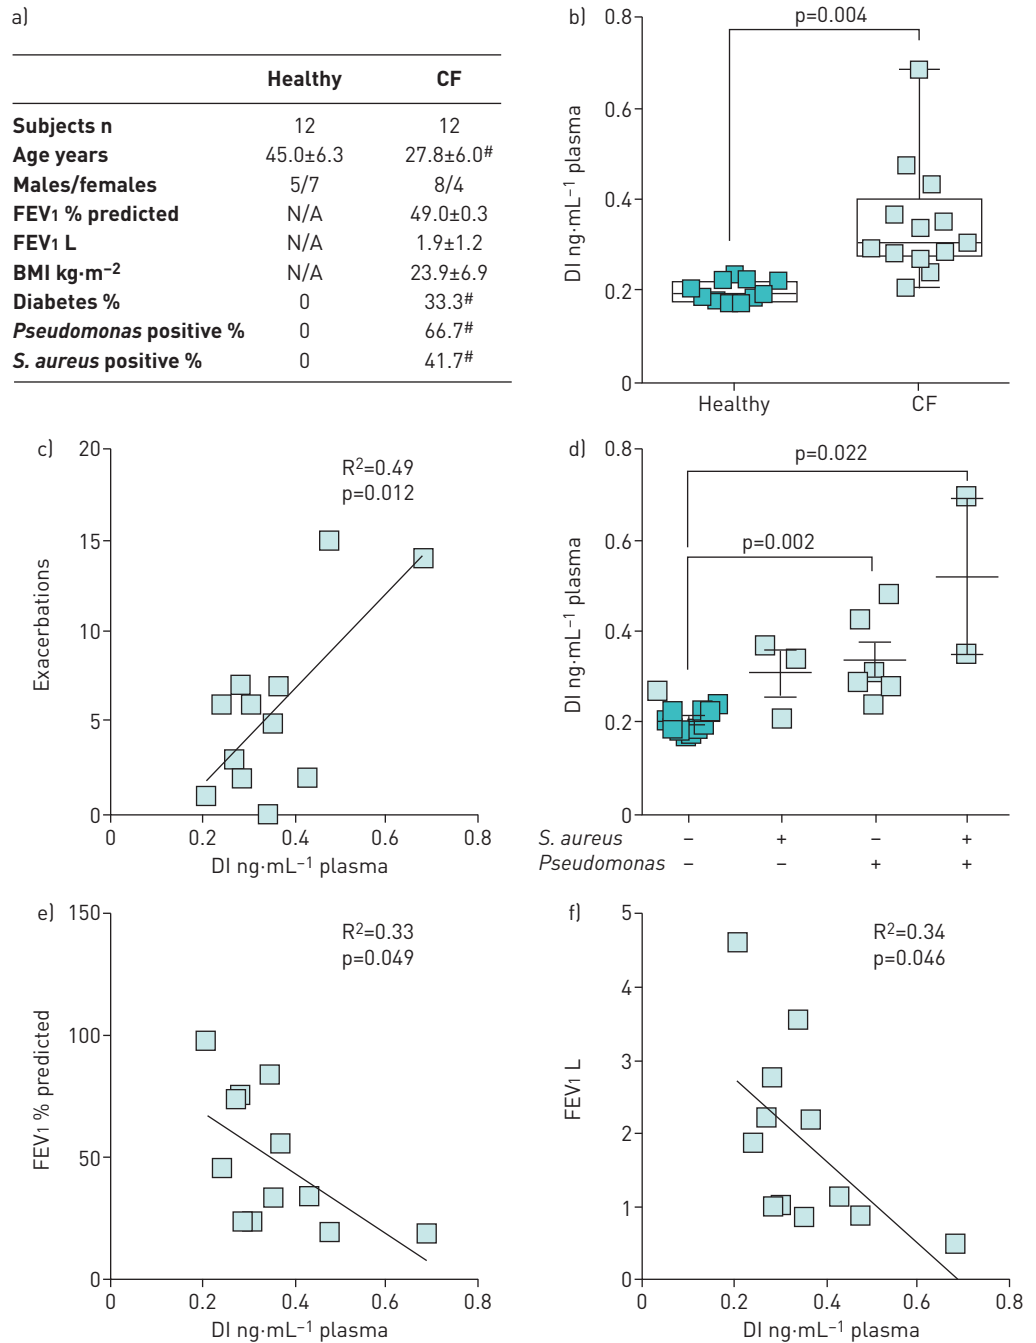 a)
Healthy CF
Subjects n 12 12
Age years 45.0±6.3 27.8±6.0#
Males/females 5/7 8/4
FEV1 % predicted N/A 49.0±0.3
FEV1 L N/A 1.9±1.2
BMI kg·m−2 N/A 23.9±6.9
Diabetes % 0 33.3#
Pseudomonas positive % 0 66.7#
S. aureus positive % 0 41.7#
b)
p=0.004
0.8
0.6
0.4
0.2
0
DI ng·mL−1 plasma
Healthy CF
c)
R2=0.49
p=0.012
20
15
10
5
0
Exacerbations
0 0.2 0.4 0.6 0.8
DI ng·mL−1 plasma
d)
p=0.022
p=0.002
0.8
0.6
0.4
0.2
0
DI ng·mL−1 plasma
S. aureus − + − +
Pseudomonas − − + +
e)
R2=0.33
p=0.049
150
100
50
0
FEV1 % predicted
0 0.2 0.4 0.6 0.8
DI ng·mL−1 plasma
f)
R2=0.34
p=0.046
5
4
3
2
1
0
FEV1 L
0 0.2 0.4 0.6 0.8
DI ng·mL−1 plasma